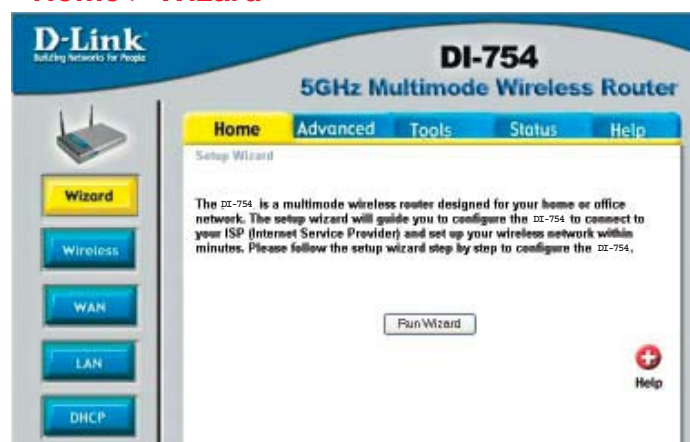 Home > Wizard
D-Link
Building Networks for People
DI-754
5GHz Multimode Wireless Router
Home Advanced Tools Status Help
Setup Wizard
Wizard
The DI-754 is a multimode wireless router designed for your home or office
network. The setup wizard will guide you to configure the DI-754 to connect to
your ISP (Internet Service Provider) and set up your wireless network within
minutes. Please follow the setup wizard step by step to configure the DI-754.
Wireless
WAN
Run Wizard
LAN
Help
DHCP